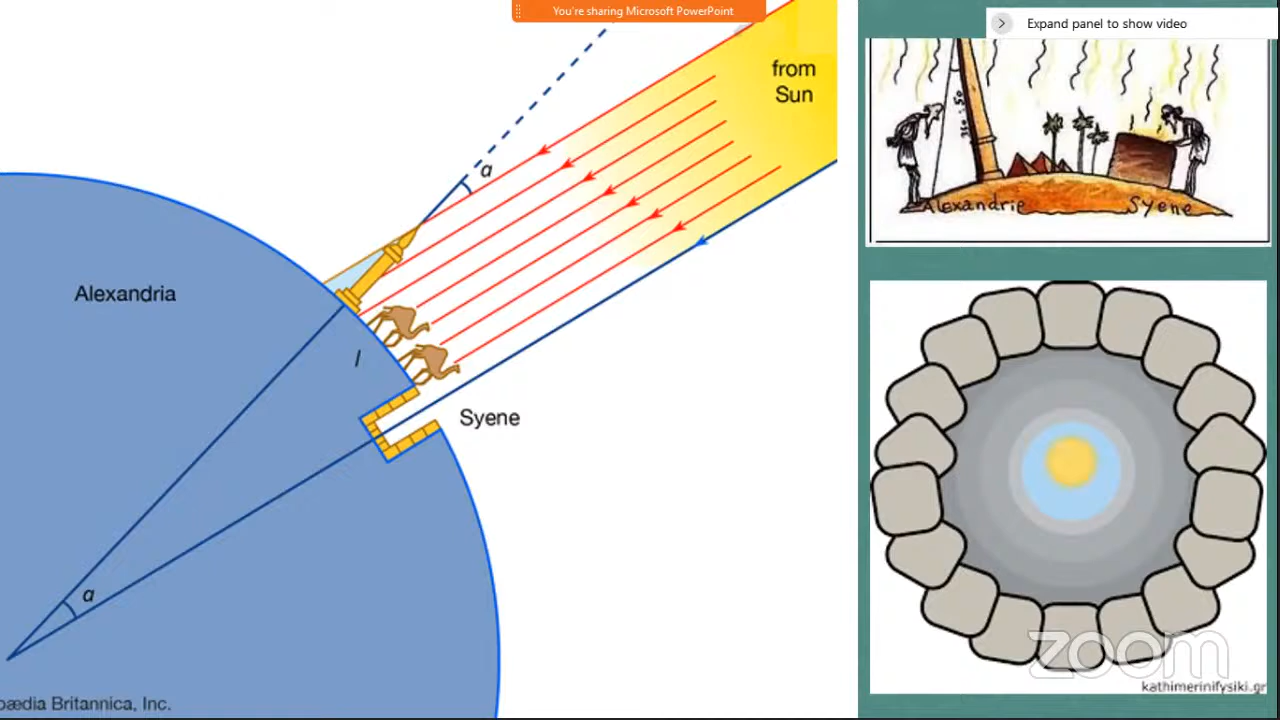 You're sharing Microsoft PowerPoint
Expand panel to show video
from
Sun
α
Alexandria
l
Syene
α
pædia Britannica, Inc.
Alexandrie
Syene
zoom
kathimerinifysiki.gr